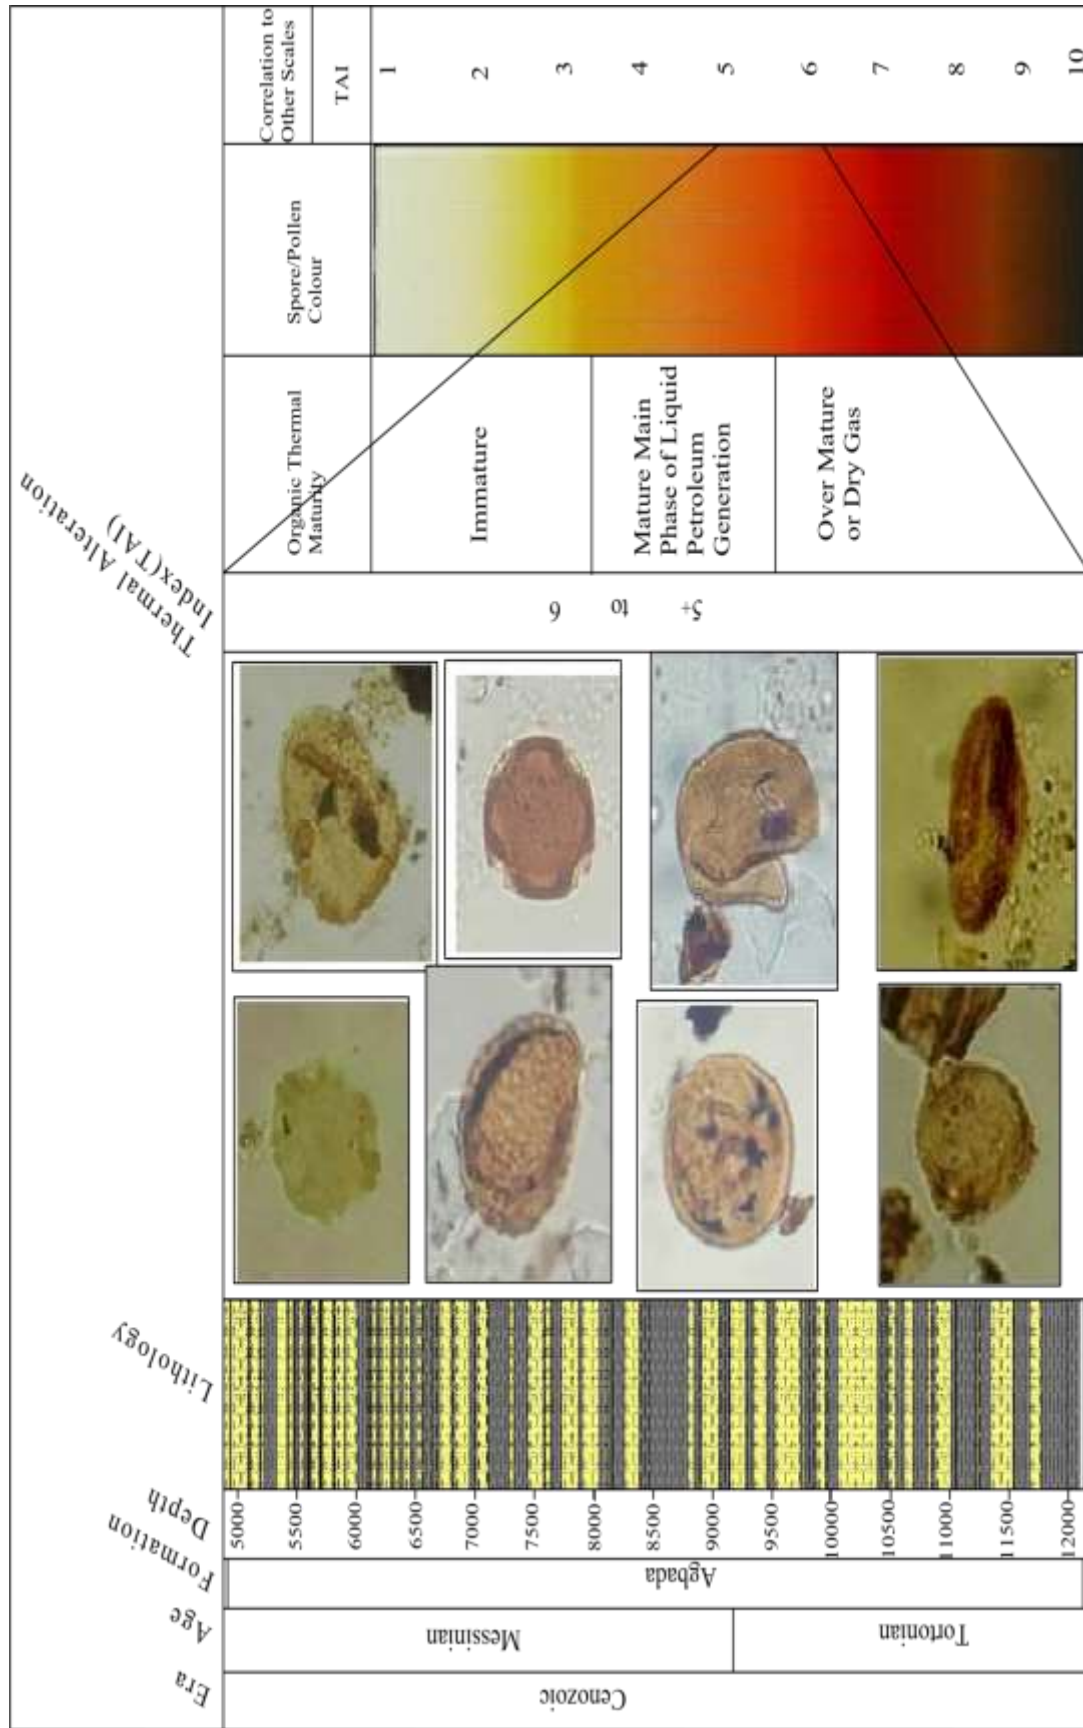 Era
Age
Formation
Depth
Lithology
Thermal Alteration
Index(TAI)
Cenozoic
Messinian
Tortonian
Agbada
5000
5500
6000
6500
7000
7500
8000
8500
9000
9500
10000
10500
11000
11500
12000
5+ to 6
Organic Thermal
Maturity
Immature
Mature Main
Phase of Liquid
Petroleum
Generation
Over Mature
or Dry Gas
Spore/Pollen
Colour
Correlation to
Other Scales
TAI
1
2
3
4
5
6
7
8
9
10